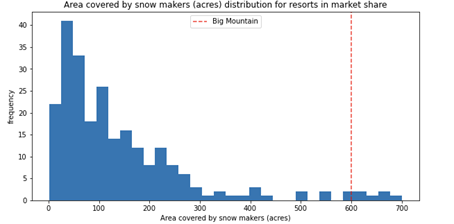 Area covered by snow makers (acres) distribution for resorts in market share
Big Mountain
frequency
40
35
30
25
20
15
10
5
0
0 100 200 300 400 500 600 700
Area covered by snow makers (acres)